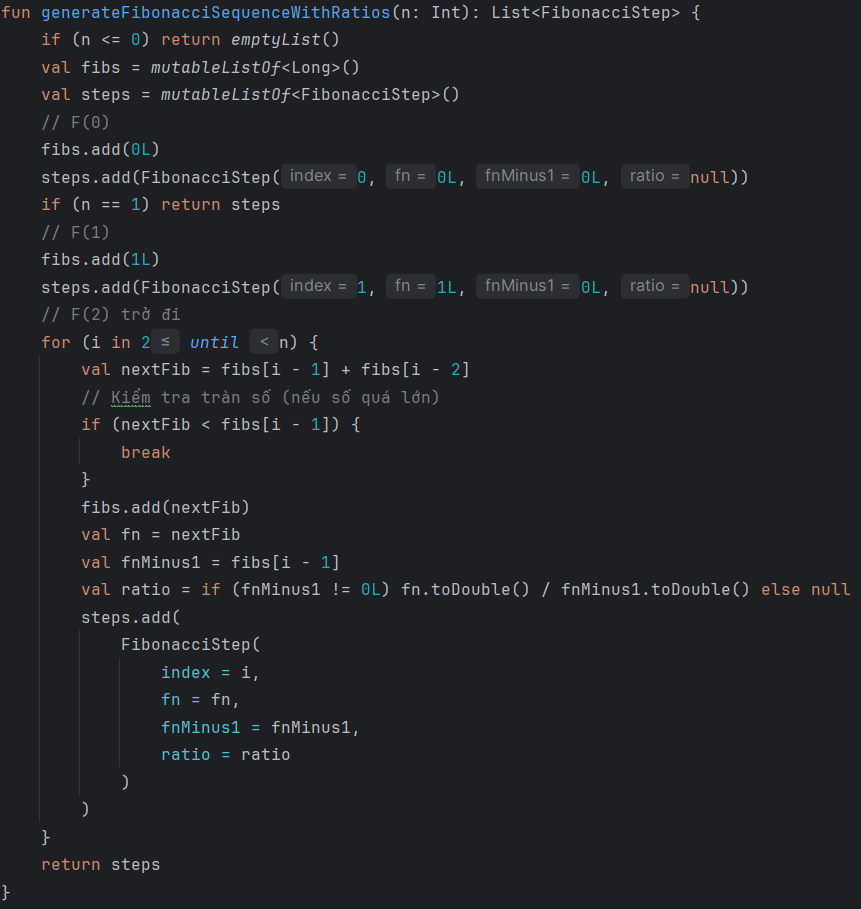 fun generateFibonacciSequenceWithRatios(n: Int): List<FibonacciStep> {
    if (n <= 0) return emptyList()
    val fibs = mutableListOf<Long>()
    val steps = mutableListOf<FibonacciStep>()
    // F(0)
    fibs.add(0L)
    steps.add(FibonacciStep( index = 0, fn = 0L, fnMinus1 = 0L, ratio = null))
    if (n == 1) return steps
    // F(1)
    fibs.add(1L)
    steps.add(FibonacciStep( index = 1, fn = 1L, fnMinus1 = 0L, ratio = null))
    // F(2) trở đi
    for (i in 2 ≤ until < n) {
        val nextFib = fibs[i - 1] + fibs[i - 2]
        // Kiểm tra tràn số (nếu số quá lớn)
        if (nextFib < fibs[i - 1]) {
            break
        }
        fibs.add(nextFib)
        val fn = nextFib
        val fnMinus1 = fibs[i - 1]
        val ratio = if (fnMinus1 != 0L) fn.toDouble() / fnMinus1.toDouble() else null
        steps.add(
            FibonacciStep(
                index = i,
                fn = fn,
                fnMinus1 = fnMinus1,
                ratio = ratio
            )
        )
    }
    return steps
}